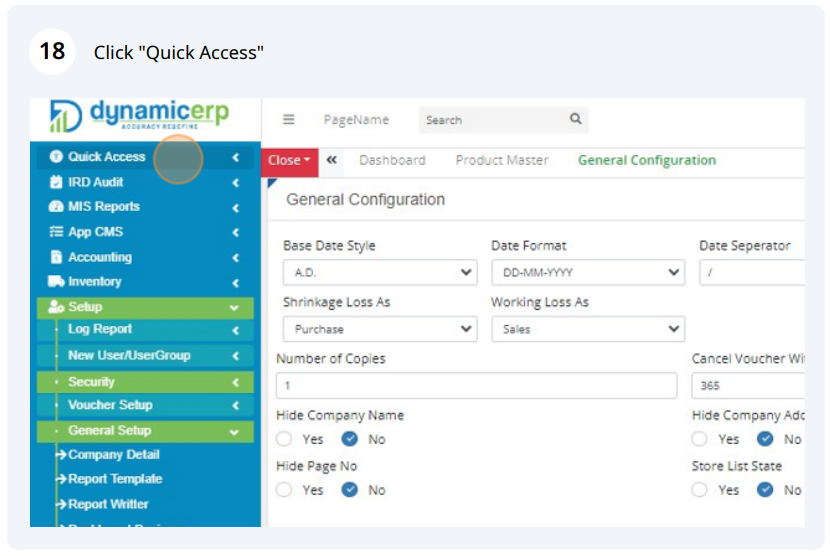 18 Click "Quick Access"
dynamicerp
ACCURACY REDEFINE
PageName Search
Quick Access
Close « Dashboard Product Master General Configuration
IRD Audit
MIS Reports
App CMS
Accounting
Inventory
Setup
Log Report
New User/UserGroup
Security
Voucher Setup
General Setup
Company Detail
Report Template
Report Writter
General Configuration
Base Date Style Date Format Date Seperator
A.D. DD-MM-YYYY /
Shrinkage Loss As Working Loss As
Purchase Sales
Number of Copies Cancel Voucher
1 365
Hide Company Name Hide Company
Yes No Yes No
Hide Page No Store List State
Yes No Yes No